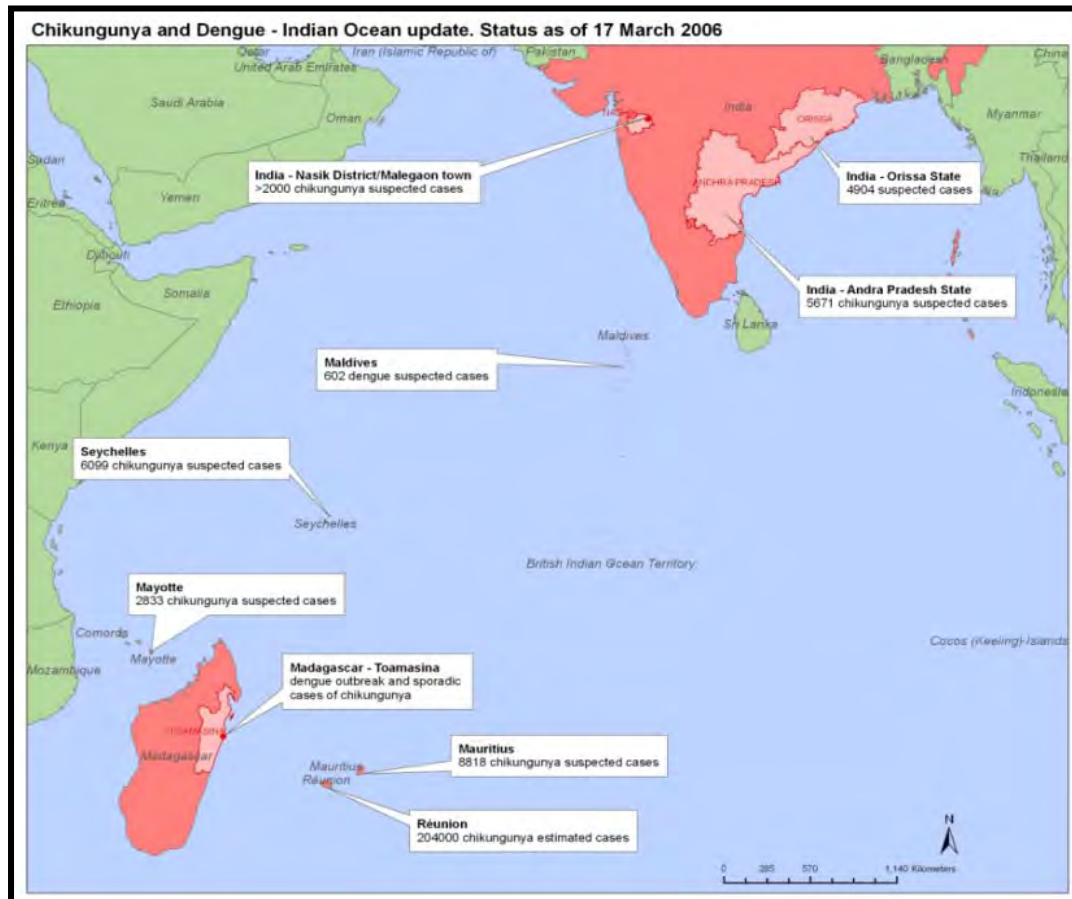 Chikungunya and Dengue - Indian Ocean update. Status as of 17 March 2006
Qatar
Iran (Islamic Republic of)
Pakistan
United Arab Emirates
Bangladesh
China
Saudi Arabia
Oman
India
ORISSA
Myanmar
Sudan
Thailand
India - Nasik District/Malegaon town
>2000 chikungunya suspected cases
India - Orissa State
4904 suspected cases
ANDHRA PRADESH
Eritrea
Yemen
Djibouti
Ethiopia
Somalia
India - Andra Pradesh State
5671 chikungunya suspected cases
Sri Lanka
Maldives
Maldives
602 dengue suspected cases
Indonesia
Kenya
Seychelles
6099 chikungunya suspected cases
Seychelles
British Indian Ocean Territory
Mayotte
2833 chikungunya suspected cases
Comoros
Mayotte
Cocos (Keeling) Islands
Mozambique
Madagascar - Toamasina
dengue outbreak and sporadic
cases of chikungunya
TOAMASINA
Madagascar
Mauritius
8818 chikungunya suspected cases
Mauritius
Réunion
Réunion
204000 chikungunya estimated cases
N
0 285 570 1,140 Kilometers